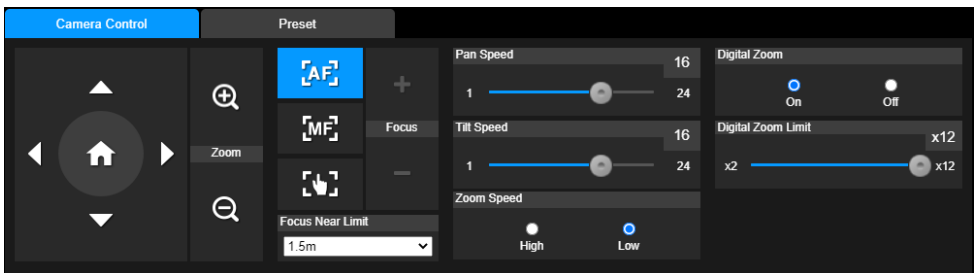 Camera Control
Preset
Zoom
AF
MF
Focus
Focus Near Limit
1.5m
Pan Speed
16
1
24
Tilt Speed
16
1
24
Zoom Speed
High
Low
Digital Zoom
On
Off
Digital Zoom Limit
x12
x2
x12